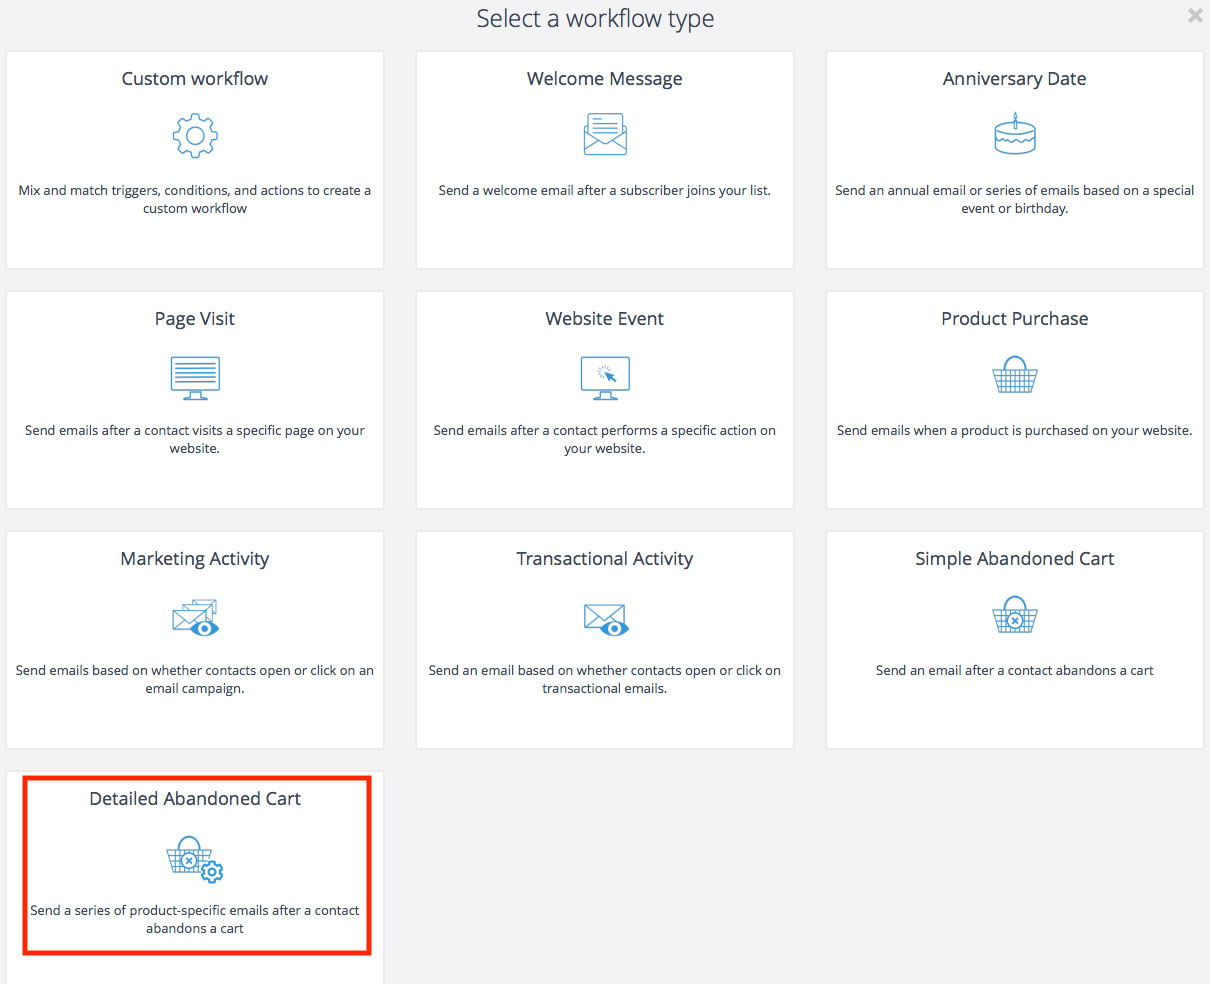 Select a workflow type
Custom workflow
Mix and match triggers, conditions, and actions to create a
custom workflow
Welcome Message
Send a welcome email after a subscriber joins your list.
Anniversary Date
Send an annual email or series of emails based on a special
event or birthday.
Page Visit
Send emails after a contact visits a specific page on your
website.
Website Event
Send emails after a contact performs a specific action on
your website.
Product Purchase
Send emails when a product is purchased on your website.
Marketing Activity
Send emails based on whether contacts open or click on an
email campaign.
Transactional Activity
Send an email based on whether contacts open or click on
transactional emails.
Simple Abandoned Cart
Send an email after a contact abandons a cart
Detailed Abandoned Cart
Send a series of product-specific emails after a contact
abandons a cart